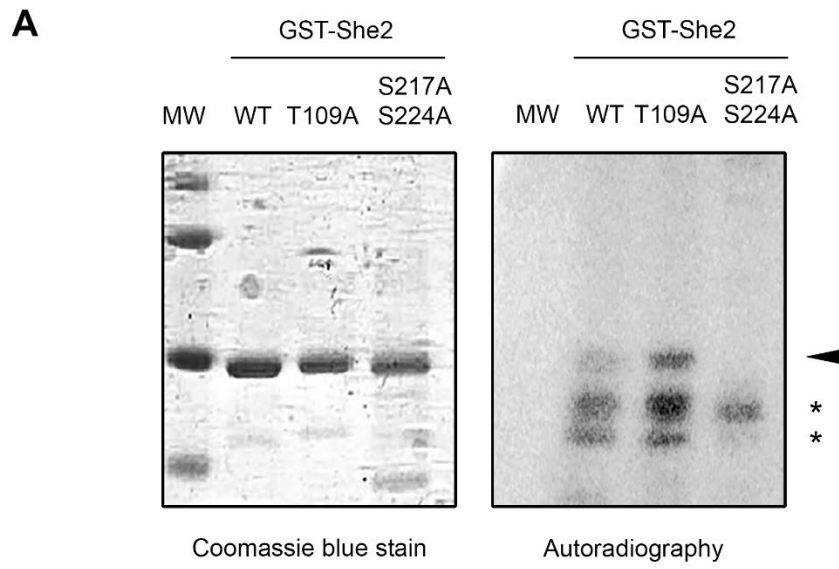 A
GST-She2 GST-She2
S217A S217A
MW WT T109A S224A MW WT T109A S224A
*
*
Coomassie blue stain Autoradiography